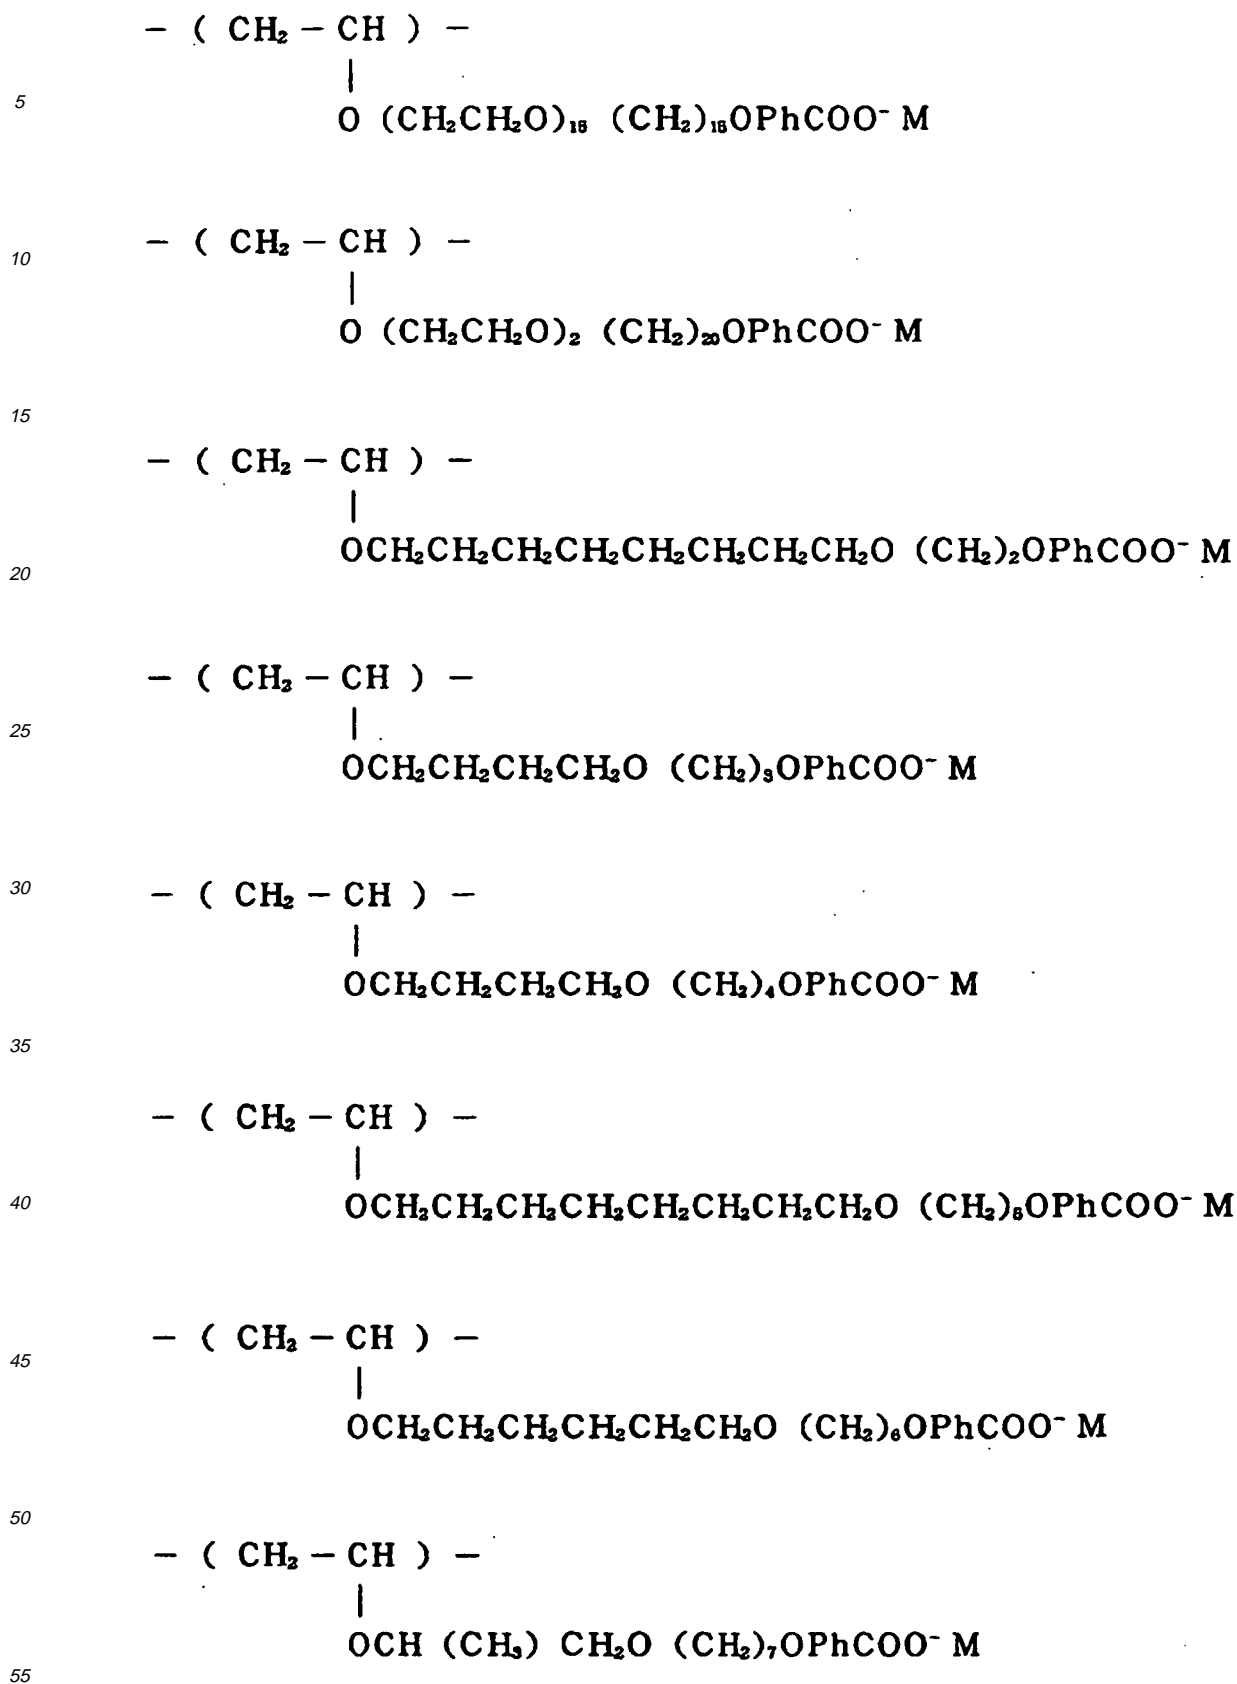 — ( CH₂ — CH ) —
|
5
O (CH₂CH₂O)₁₅ (CH₂)₁₅OPhCOO⁻ M
— ( CH₂ — CH ) —
10
|
O (CH₂CH₂O)₂ (CH₂)₂₀OPhCOO⁻ M
15
— ( CH₂ — CH ) —
|
OCH₂CH₂CH₂CH₂CH₂CH₂CH₂CH₂O (CH₂)₂OPhCOO⁻ M
20
— ( CH₂ — CH ) —
|
25
OCH₂CH₂CH₂CH₂O (CH₂)₃OPhCOO⁻ M
30
— ( CH₂ — CH ) —
|
OCH₂CH₂CH₂CH₂O (CH₂)₄OPhCOO⁻ M
35
— ( CH₂ — CH ) —
|
40
OCH₂CH₂CH₂CH₂CH₂CH₂CH₂CH₂O (CH₂)₅OPhCOO⁻ M
— ( CH₂ — CH ) —
45
|
OCH₂CH₂CH₂CH₂CH₂CH₂O (CH₂)₆OPhCOO⁻ M
50
— ( CH₂ — CH ) —
|
OCH (CH₃) CH₂O (CH₂)₇OPhCOO⁻ M
55